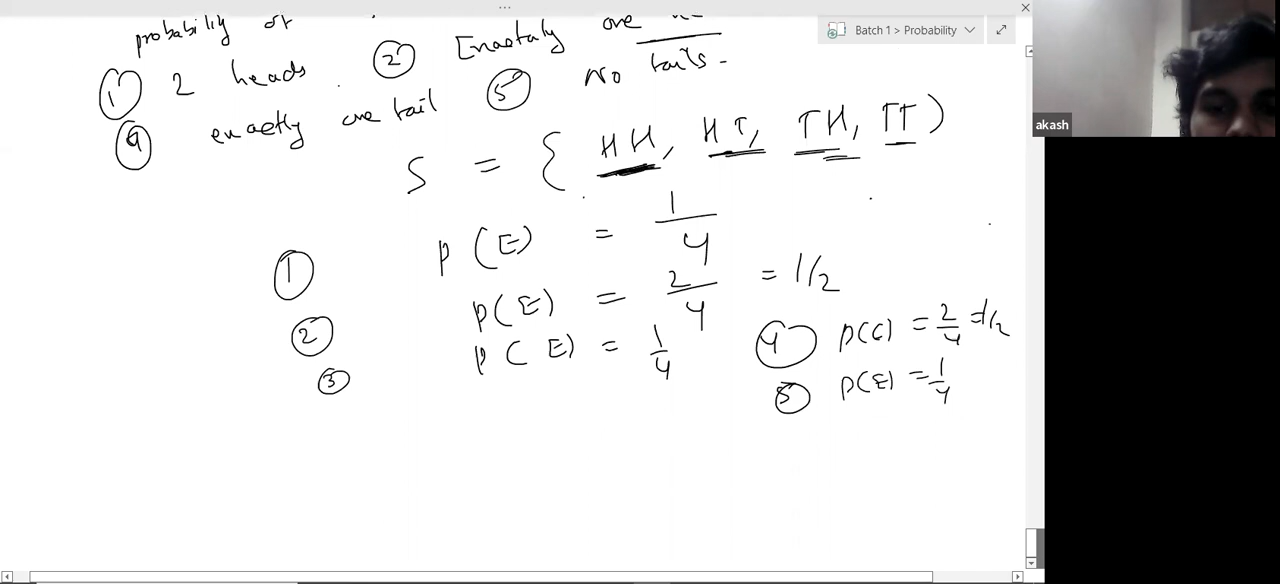 Batch 1 > Probability
probability of
① 2 heads. ② Enactaly one
④ enactly one tail ⑤ No tails.
S = { HH, HT, TH, TT )
akash
① P(E) = 1/4
② P(E) = 2/4 = 1/2
③ P(E) = 1/4
④ P(E) = 2/4 = 1/2
⑤ P(E) = 1/4